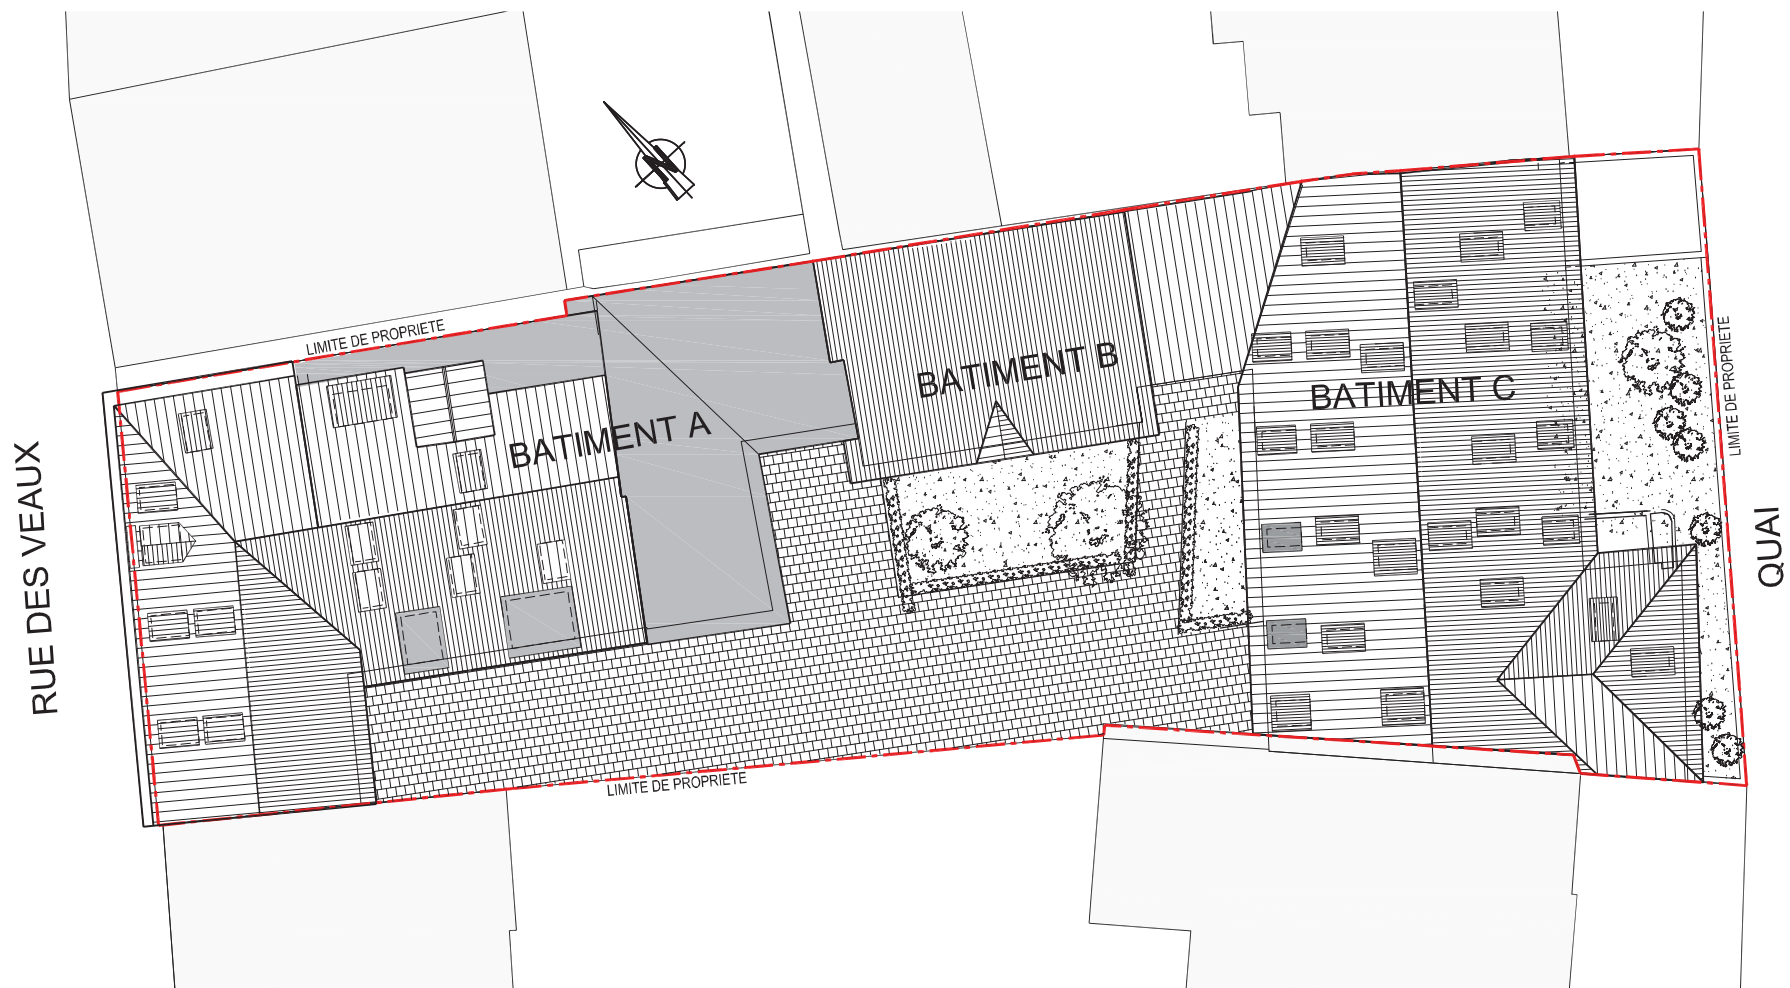 LIMITE DE PROPRIETE
BATIMENT A
BATIMENT B
BATIMENT C
LIMITE DE PROPRIETE
RUE DES VEAUX
QUAI
LIMITE DE PROPRIETE